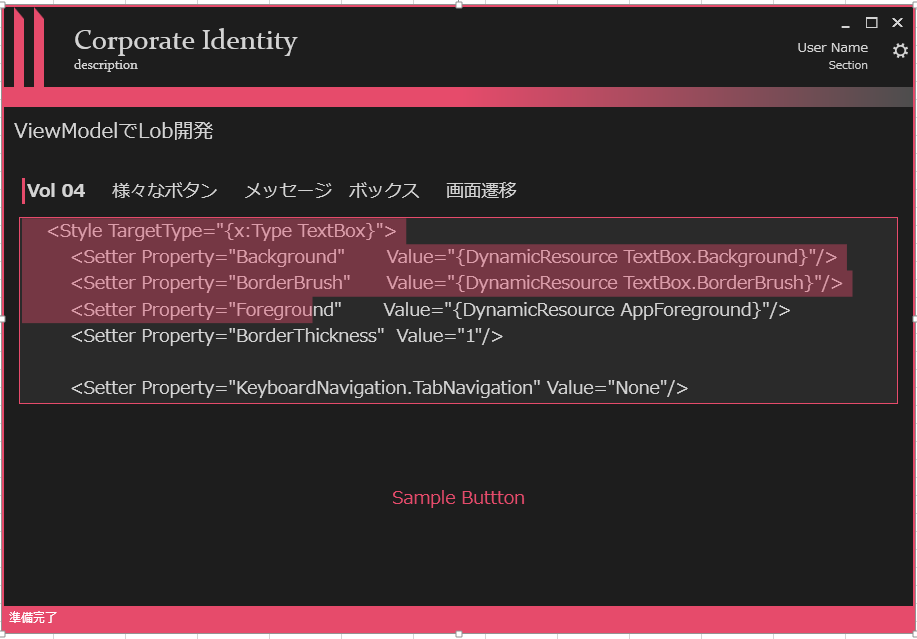 Corporate Identity
description
User Name
Section
ViewModelでLob開発
Vol 04 様々なボタン メッセージ ボックス 画面遷移
<Style TargetType="{x:Type TextBox}">
<Setter Property="Background" Value="{DynamicResource TextBox.Background}"/>
<Setter Property="BorderBrush" Value="{DynamicResource TextBox.BorderBrush}"/>
<Setter Property="Foreground" Value="{DynamicResource AppForeground}"/>
<Setter Property="BorderThickness" Value="1"/>
<Setter Property="KeyboardNavigation.TabNavigation" Value="None"/>
Sample Buttton
準備完了